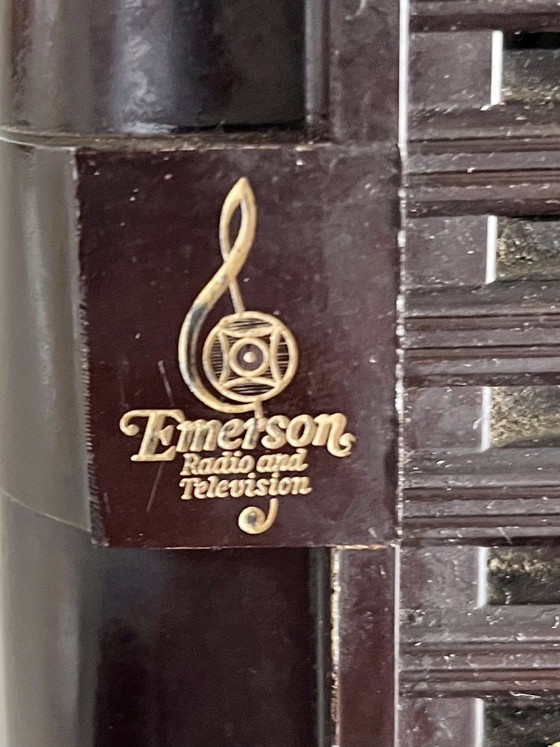 Emerson
Radio and
Television